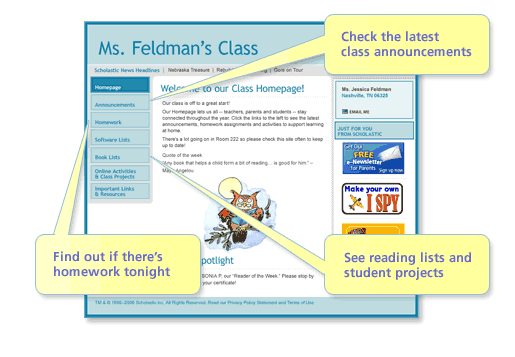 Ms. Feldman's Class
Check the latest
class announcements
Scholastic News Headlines | Nebraska Treasure | on Tour
Homepage
Announcements
Homework
Software Lists
Book Lists
Online Activities
& Class Projects
Important Links
& Resources
Welcome to our Class Homepage!
Our class is off to a great start!
Our Homepage lets us all -- teachers, parents and students -- stay
connected throughout the year. Click the links to the left to see the latest
announcements, homework assignments and activities to support learning
at home.
There's a lot going on in Room 222 so please check this site often to keep
up to date!
Quote of the week
"Any book that helps a child form a bit of reading... is good for him." --
Angelou
Ms. Jessica Feldman
Nashville, TN 06325
EMAIL ME
JUST FOR YOU
FROM SCHOLASTIC
Get Our
FREE
e-Newsletter
for Parents
Sign up now
Make your own
I SPY
Find out if there's
homework tonight
See reading lists and
student projects
potlight
SONIA P. our "Reader of the Week." Please stop by
your certificate!
TM & © 1996-2006 Scholastic Inc. All Rights Reserved. Read our Privacy Policy Statement and Terms of Use